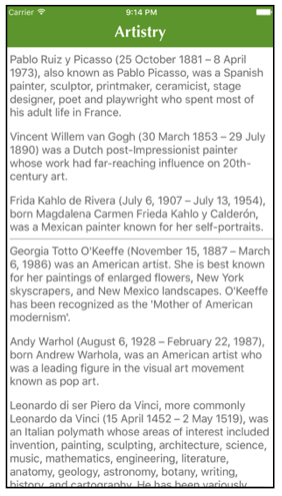 Carrier 9:14 PM
Artistry
Pablo Ruiz y Picasso (25 October 1881 – 8 April
1973), also known as Pablo Picasso, was a Spanish
painter, sculptor, printmaker, ceramicist, stage
designer, poet and playwright who spent most of
his adult life in France.
Vincent Willem van Gogh (30 March 1853 – 29 July
1890) was a Dutch post-Impressionist painter
whose work had far-reaching influence on 20th-
century art.
Frida Kahlo de Rivera (July 6, 1907 – July 13, 1954),
born Magdalena Carmen Frieda Kahlo y Calderón,
was a Mexican painter known for her self-portraits.
Georgia Totto O'Keeffe (November 15, 1887 – March
6, 1986) was an American artist. She is best known
for her paintings of enlarged flowers, New York
skyscrapers, and New Mexico landscapes. O'Keeffe
has been recognized as the 'Mother of American
modernism'.
Andy Warhol (August 6, 1928 – February 22, 1987),
born Andrew Warhola, was an American artist who
was a leading figure in the visual art movement
known as pop art.
Leonardo di ser Piero da Vinci, more commonly
Leonardo da Vinci (15 April 1452 – 2 May 1519), was
an Italian polymath whose areas of interest included
invention, painting, sculpting, architecture, science,
music, mathematics, engineering, literature,
anatomy, geology, astronomy, botany, writing,
history, and cartography. He has been variously